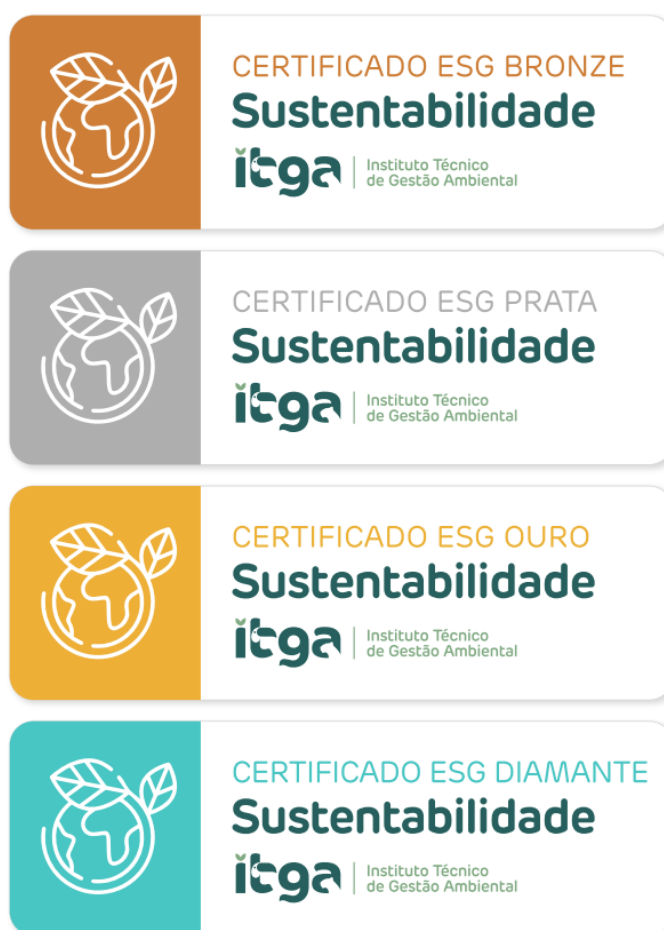 CERTIFICADO ESG BRONZE
Sustentabilidade
itga
Instituto Técnico
de Gestão Ambiental
CERTIFICADO ESG PRATA
Sustentabilidade
itga
Instituto Técnico
de Gestão Ambiental
CERTIFICADO ESG OURO
Sustentabilidade
itga
Instituto Técnico
de Gestão Ambiental
CERTIFICADO ESG DIAMANTE
Sustentabilidade
itga
Instituto Técnico
de Gestão Ambiental